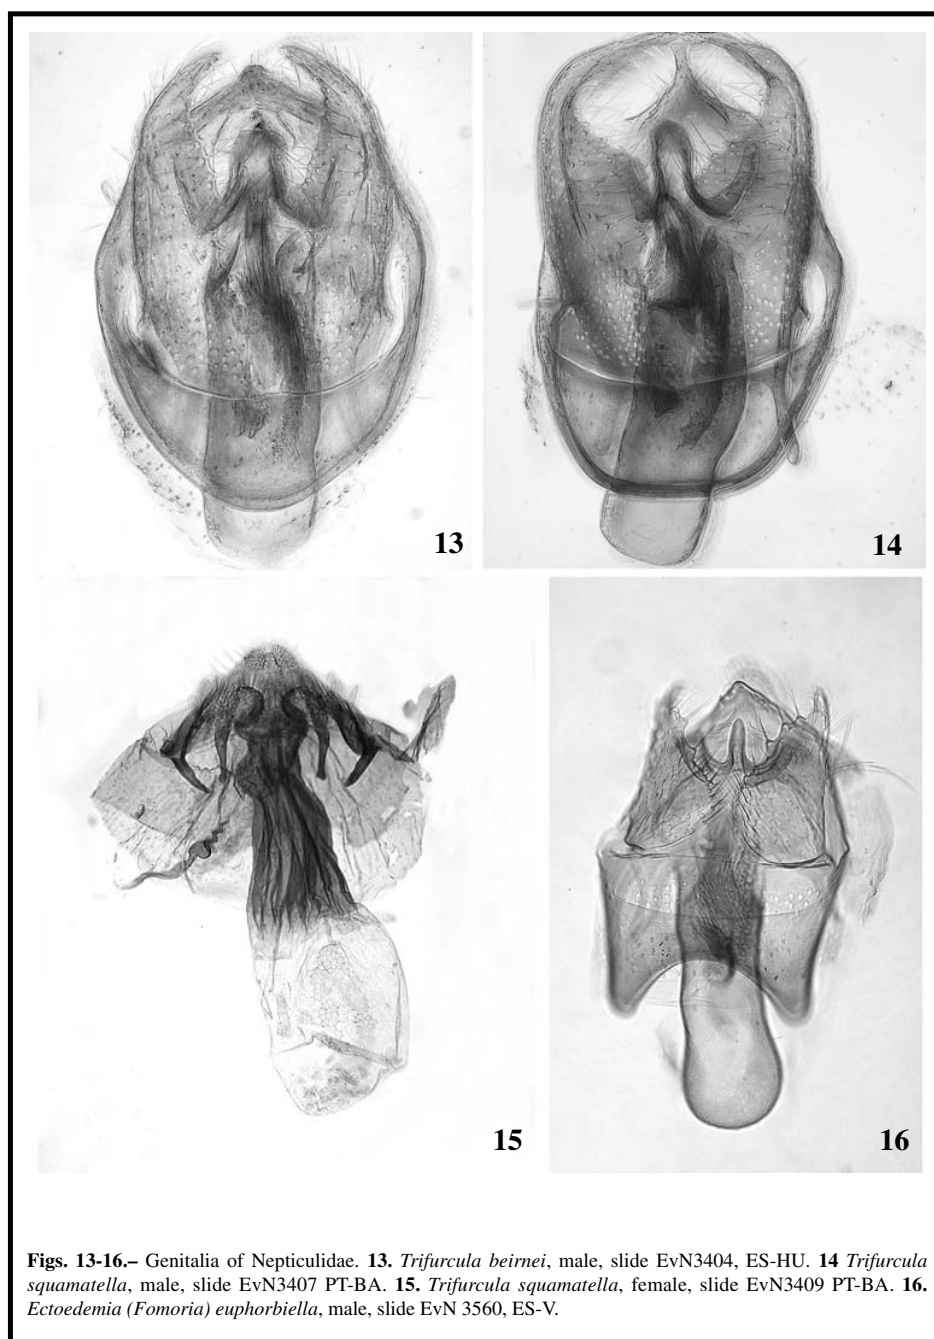 13
14
15
16
Figs. 13-16.– Genitalia of Nepticulidae. 13. Trifurcula beirnei, male, slide EvN3404, ES-HU. 14 Trifurcula
squamatella, male, slide EvN3407 PT-BA. 15. Trifurcula squamatella, female, slide EvN3409 PT-BA. 16.
Ectoedemia (Fomoria) euphorbiella, male, slide EvN 3560, ES-V.